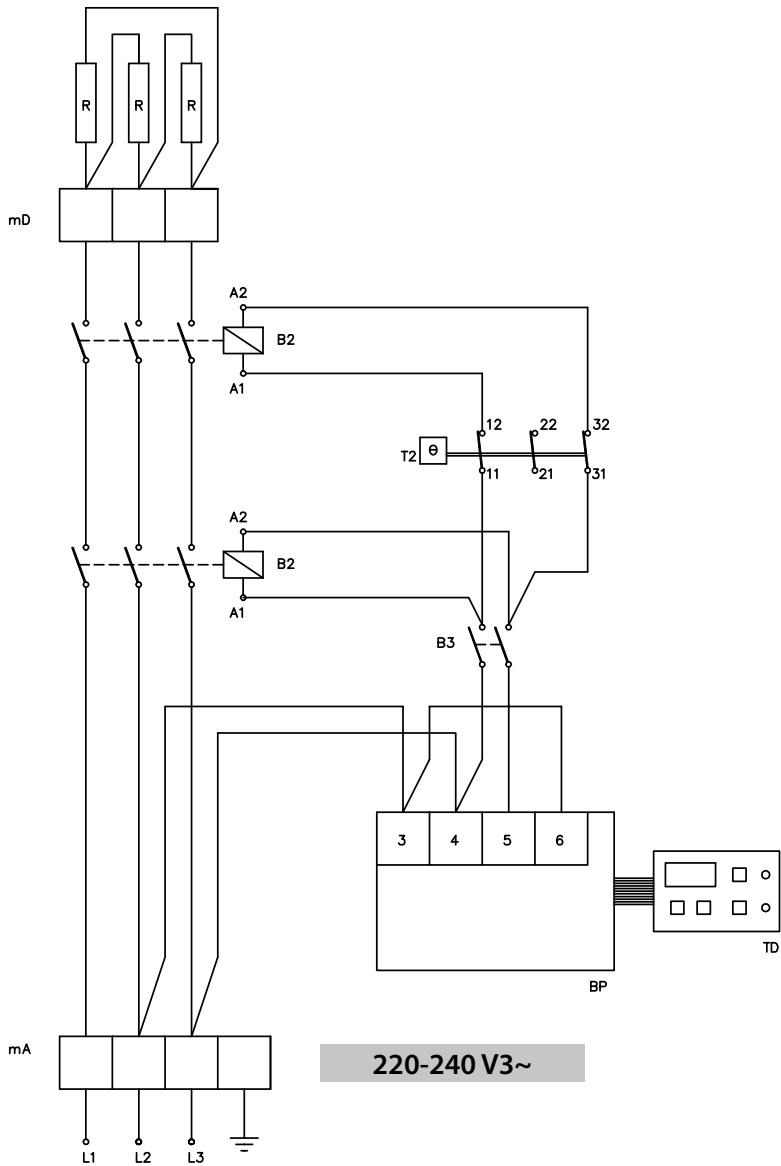 R R R
mD
A2
B2
A1
12 22 32
T2 θ
11 21 31
A2
B2
A1
B3
3 4 5 6
TD
BP
mA
220-240 V3~
L1 L2 L3